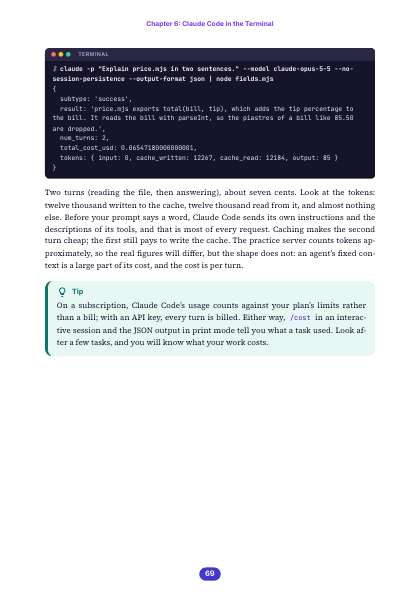 Chapter 6: Claude Code in the Terminal
TERMINAL
$ claude -p "Explain price.mjs in two sentences." --model claude-opus-5-5 --no-
session-persistence --output-format json | node fields.mjs
{
subtype: 'success',
result: 'price.mjs exports total(bill, tip), which adds the tip percentage to
the bill. It reads the bill with parseInt, so the piastres of a bill like 85.50
are dropped.',
num_turns: 2,
total_cost_usd: 0.06547180000000001,
tokens: { input: 0, cache_written: 12267, cache_read: 12184, output: 85 }
}
Two turns (reading the file, then answering), about seven cents. Look at the tokens:
twelve thousand written to the cache, twelve thousand read from it, and almost nothing
else. Before your prompt says a word, Claude Code sends its own instructions and the
descriptions of its tools, and that is most of every request. Caching makes the second
turn cheap; the first still pays to write the cache. The practice server counts tokens ap-
proximately, so the real figures will differ, but the shape does not: an agent's fixed con-
text is a large part of its cost, and the cost is per turn.
Tip
On a subscription, Claude Code's usage counts against your plan's limits rather
than a bill; with an API key, every turn is billed. Either way, /cost in an interac-
tive session and the JSON output in print mode tell you what a task used. Look af-
ter a few tasks, and you will know what your work costs.
69